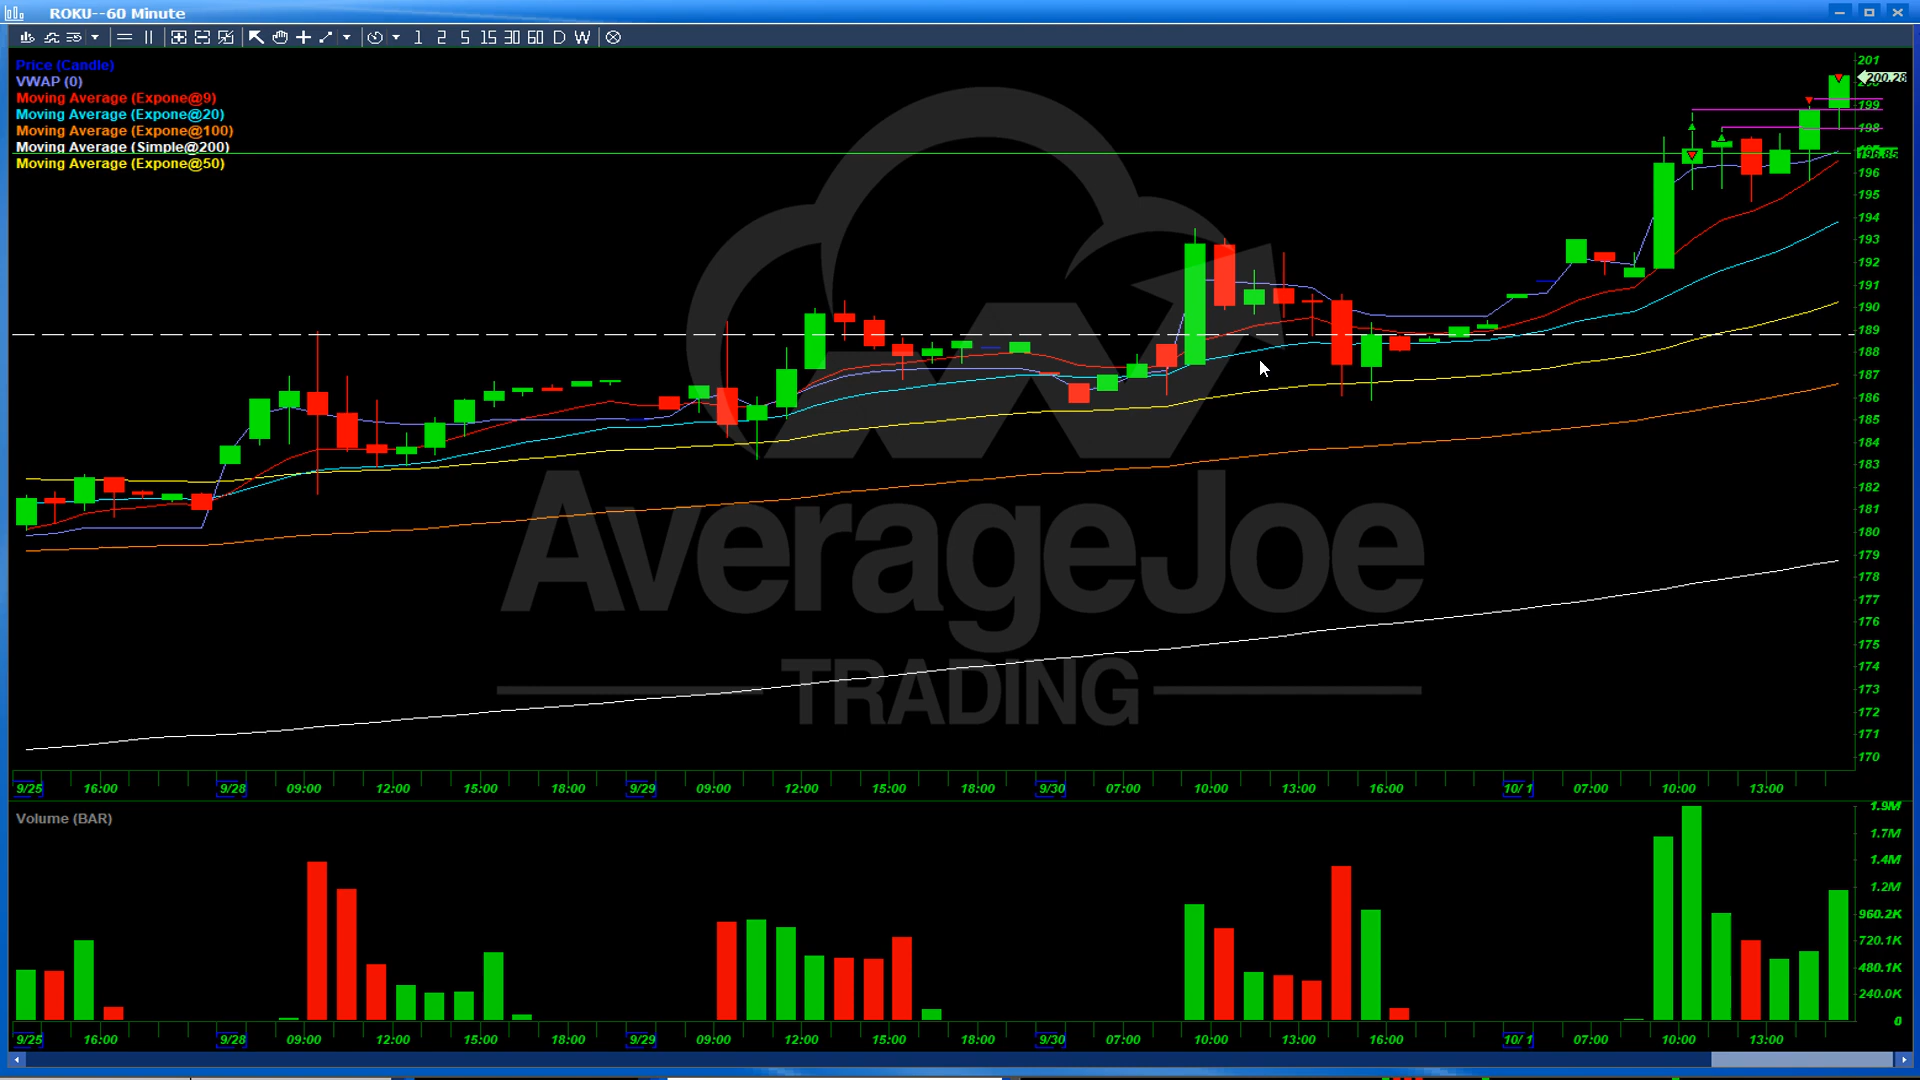 ROKU--60 Minute
1 2 5 15 30 60 D W
Price (Candle)
VWAP (0)
Moving Average (Expone@9)
Moving Average (Expone@20)
Moving Average (Expone@100)
Moving Average (Simple@200)
Moving Average (Expone@50)
201
200.28
199
198
196.85
196
195
194
193
192
191
190
189
188
187
186
185
184
183
182
181
180
179
178
177
176
175
174
173
172
171
170
AverageJoe
TRADING
9/25 16:00 9/28 09:00 12:00 15:00 18:00 9/29 09:00 12:00 15:00 18:00 9/30 07:00 10:00 13:00 16:00 10/1 07:00 10:00 13:00
Volume (BAR)
1.9M
1.7M
1.4M
1.2M
960.2K
720.1K
480.1K
240.0K
0
9/25 16:00 9/28 09:00 12:00 15:00 18:00 9/29 09:00 12:00 15:00 18:00 9/30 07:00 10:00 13:00 16:00 10/1 07:00 10:00 13:00